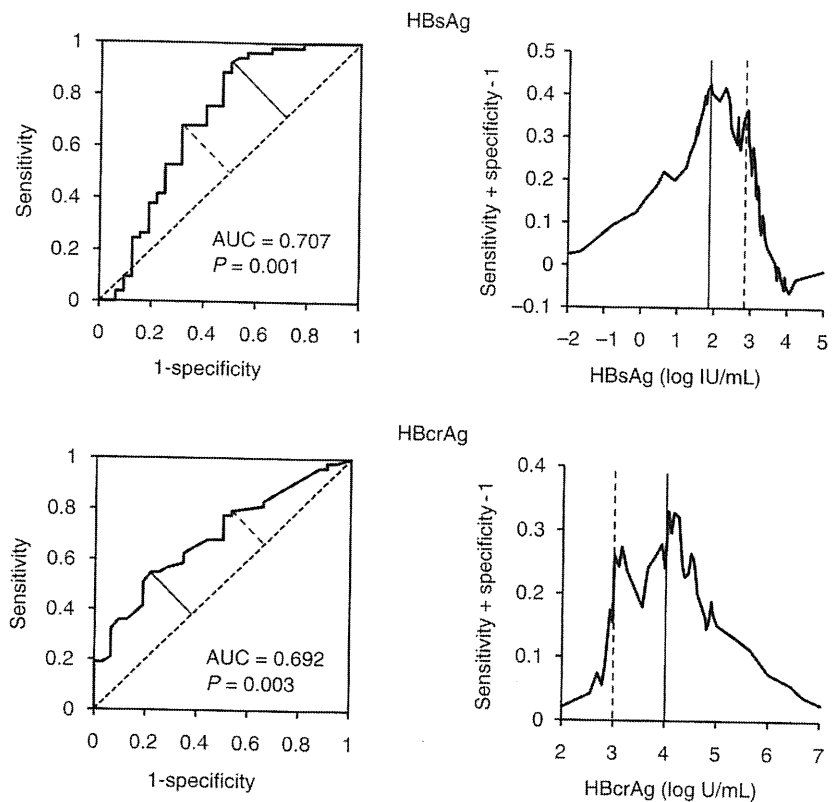 HBsAg
1
0.8
0.6
0.4
0.2
0
Sensitivity
AUC = 0.707
P = 0.001
0 0.2 0.4 0.6 0.8 1
1-specificity
0.5
0.4
0.3
0.2
0.1
0
−0.1
Sensitivity + specificity - 1
−2 −1 0 1 2 3 4 5
HBsAg (log IU/mL)
HBcrAg
1
0.8
0.6
0.4
0.2
0
Sensitivity
AUC = 0.692
P = 0.003
0 0.2 0.4 0.6 0.8 1
1-specificity
0.4
0.3
0.2
0.1
0
Sensitivity + specificity - 1
2 3 4 5 6 7
HBcrAg (log U/mL)